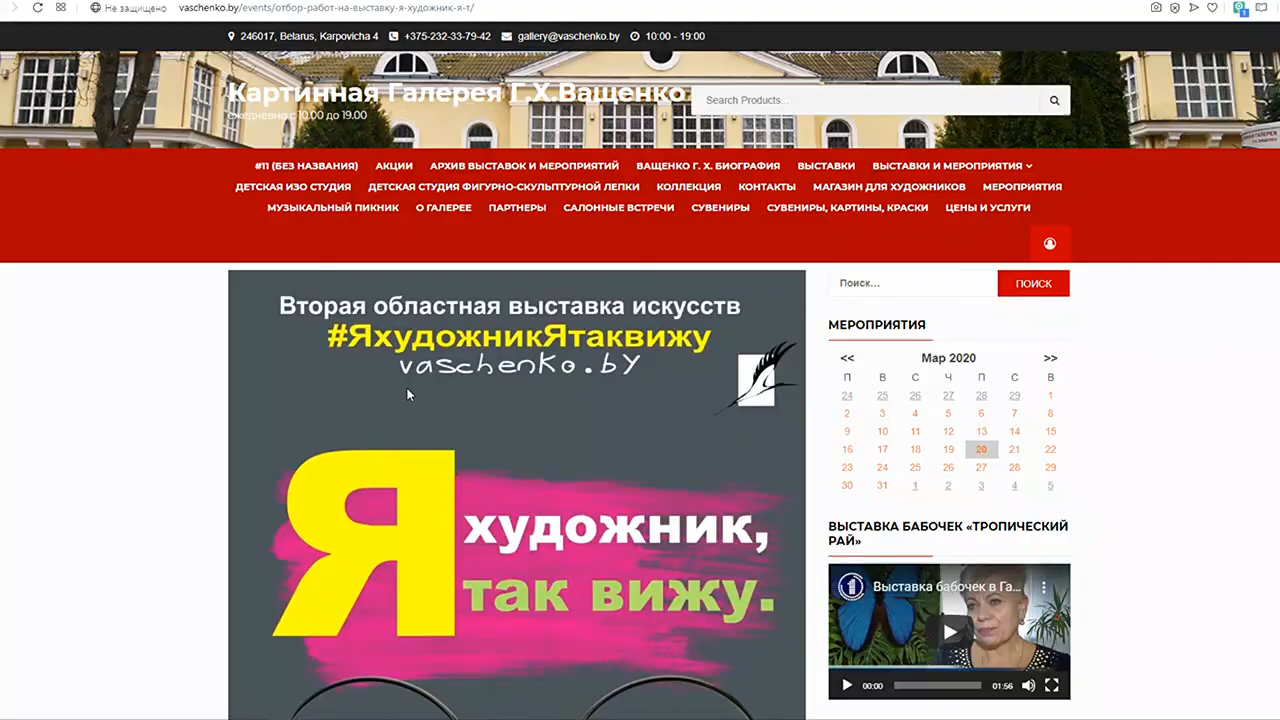 Не защищено vaschenko.by/events/отбор-работ-на-выставку-я-художник-я-т/
246017, Belarus, Karpovicha 4 +375-232-33-79-42 gallery@vaschenko.by 10:00 - 19:00
Картинная Галерея Г.Х.Ващенко
ежедневно с 10.00 до 19.00
Search Products...
#11 (БЕЗ НАЗВАНИЯ) АКЦИИ АРХИВ ВЫСТАВОК И МЕРОПРИЯТИЙ ВАЩЕНКО Г. Х. БИОГРАФИЯ ВЫСТАВКИ ВЫСТАВКИ И МЕРОПРИЯТИЯ
ДЕТСКАЯ ИЗО СТУДИЯ ДЕТСКАЯ СТУДИЯ ФИГУРНО-СКУЛЬПТУРНОЙ ЛЕПКИ КОЛЛЕКЦИЯ КОНТАКТЫ МАГАЗИН ДЛЯ ХУДОЖНИКОВ МЕРОПРИЯТИЯ
МУЗЫКАЛЬНЫЙ ПИКНИК О ГАЛЕРЕЕ ПАРТНЕРЫ САЛОННЫЕ ВСТРЕЧИ СУВЕНИРЫ СУВЕНИРЫ, КАРТИНЫ, КРАСКИ ЦЕНЫ И УСЛУГИ
Вторая областная выставка искусств
#ЯхудожникЯтаквижу
vaschenko.by
Я художник,
так вижу.
Поиск... ПОИСК
МЕРОПРИЯТИЯ
<< Мар 2020 >>
П В С Ч П С В
24 25 26 27 28 29 1
2 3 4 5 6 7 8
9 10 11 12 13 14 15
16 17 18 19 20 21 22
23 24 25 26 27 28 29
30 31 1 2 3 4 5
ВЫСТАВКА БАБОЧЕК «ТРОПИЧЕСКИЙ
РАЙ»
Выставка бабочек в Га...
00:00 01:56